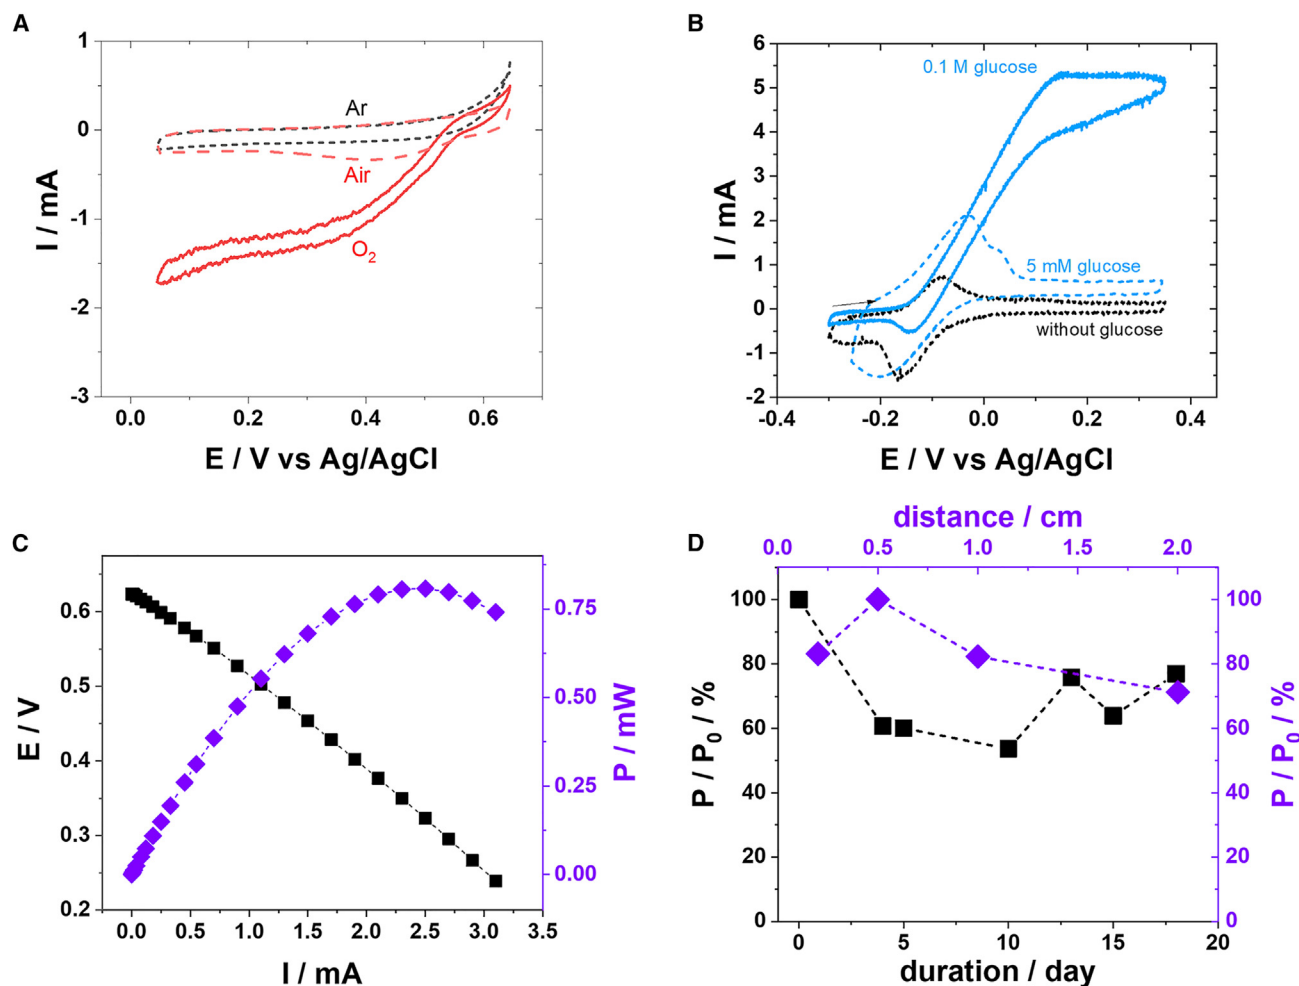 A
1
0
-1
-2
-3
I / mA
Ar
Air
O₂
0.0 0.2 0.4 0.6
E / V vs Ag/AgCl
B
6
5
4
3
2
1
0
-1
-2
I / mA
0.1 M glucose
5 mM glucose
without glucose
-0.4 -0.2 0.0 0.2 0.4
E / V vs Ag/AgCl
C
0.6
0.5
0.4
0.3
0.2
E / V
0.75
0.50
0.25
0.00
P / mW
0.0 0.5 1.0 1.5 2.0 2.5 3.0 3.5
I / mA
D
distance / cm
0.0 0.5 1.0 1.5 2.0
100
80
60
40
20
0
P / P₀ / %
100
80
60
40
20
0
P / P₀ / %
0 5 10 15 20
duration / day